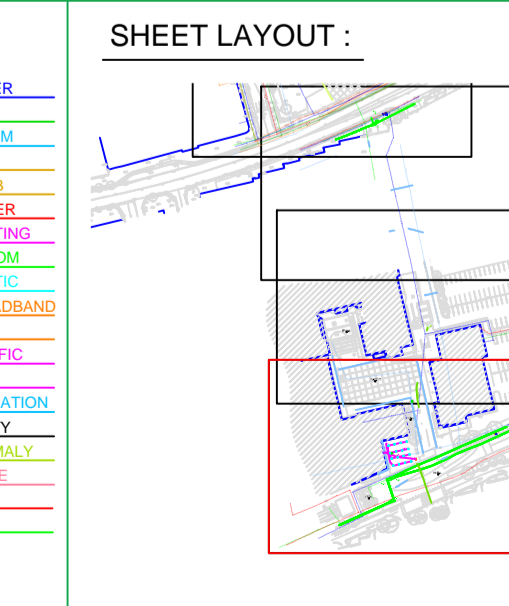 SHEET LAYOUT :
ER
M
B
ER
TING
OM
TIC
ADBAND
FIC
ATION
Y
MALY
E